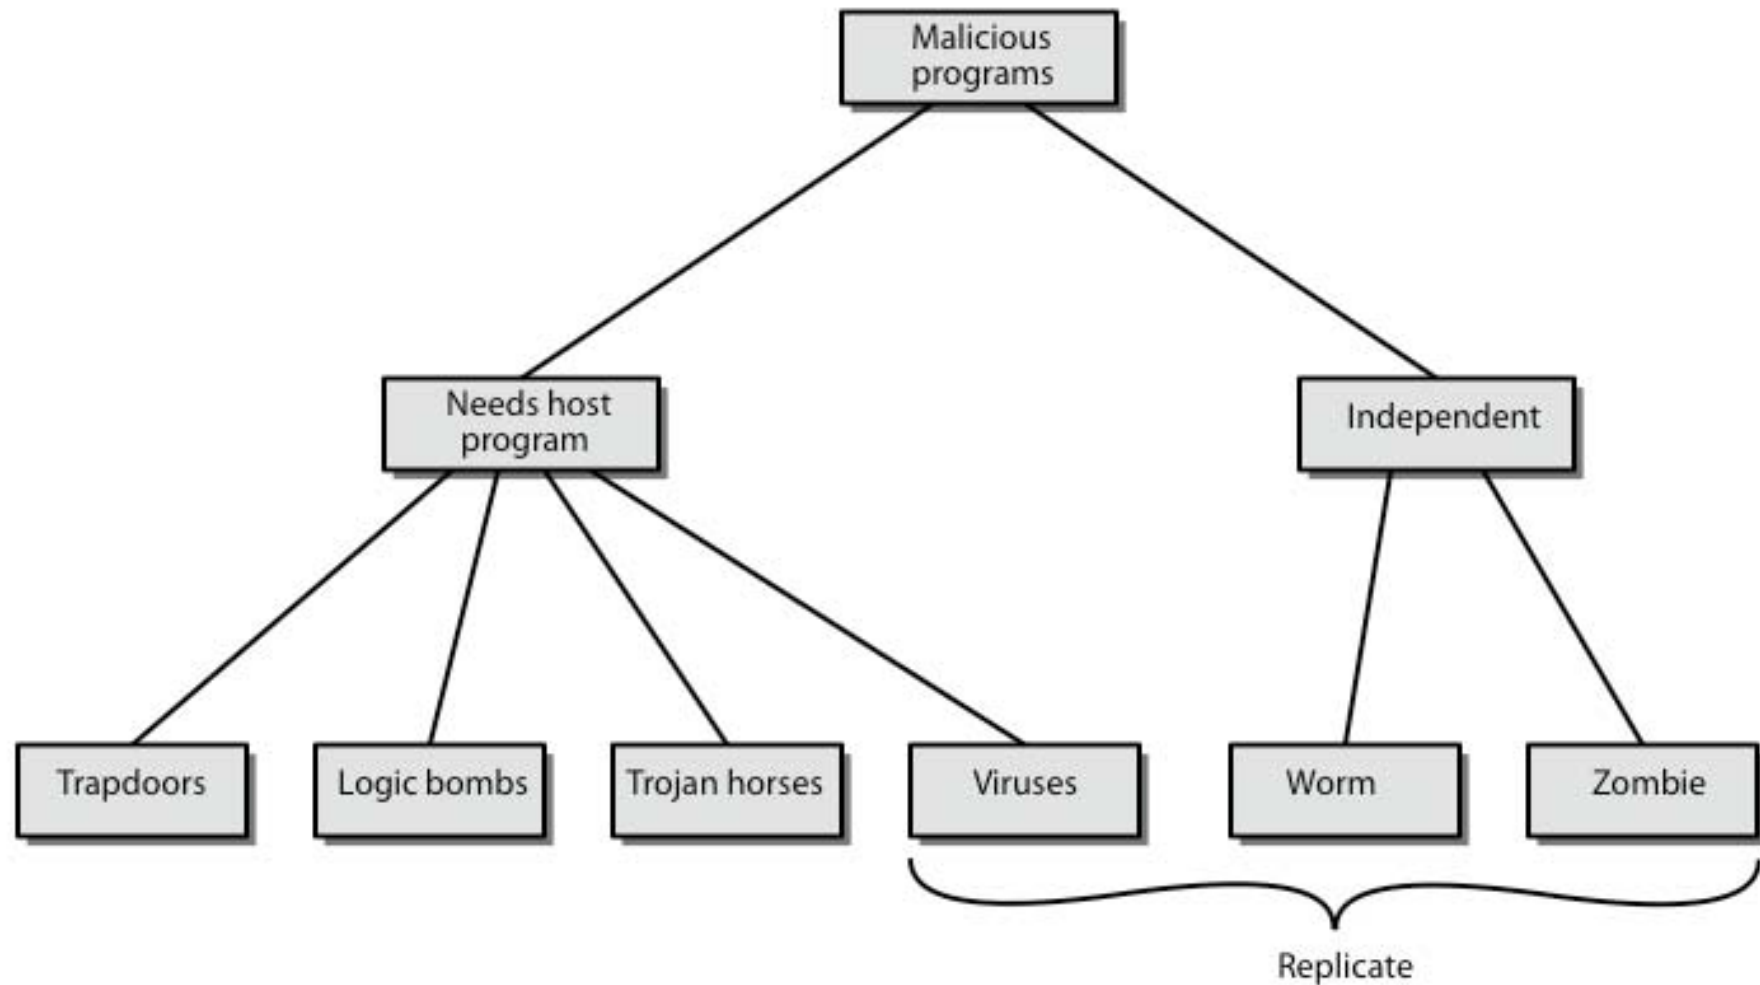 Malicious
programs
Needs host
program
Independent
Trapdoors
Logic bombs
Trojan horses
Viruses
Worm
Zombie
Replicate